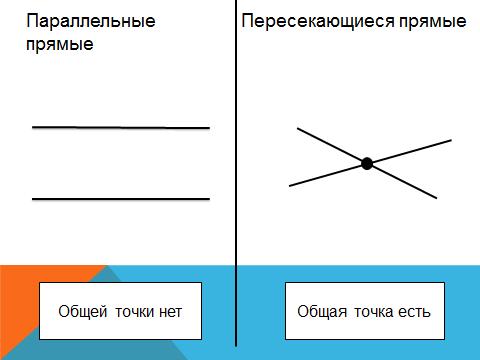 Параллельные
прямые
Пересекающиеся прямые
Общей точки нет
Общая точка есть